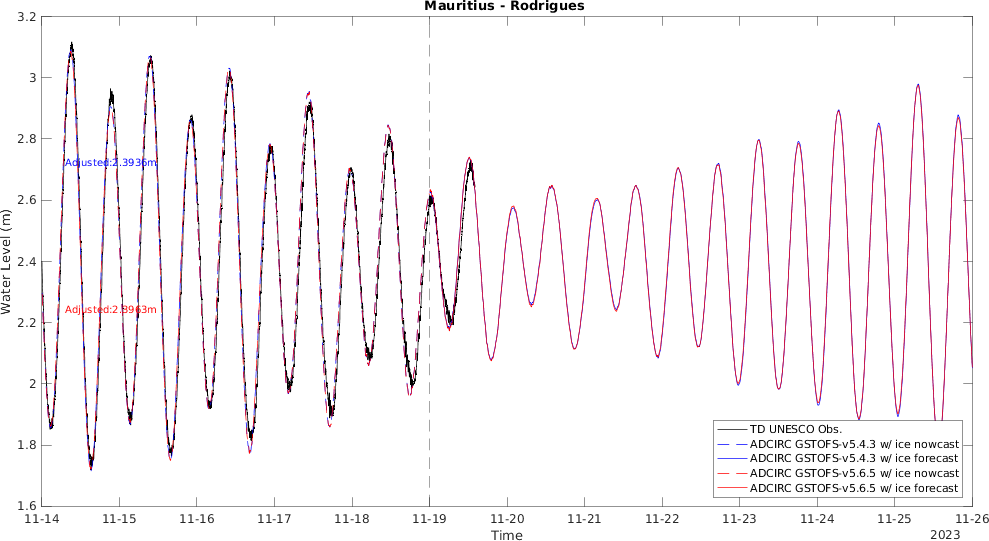 Mauritius - Rodrigues
3.2
3
2.8
2.6
2.4
2.2
2
1.8
1.6
Water Level (m)
Adjusted:2.3936m
Adjusted:2.3963m
TD UNESCO Obs.
ADCIRC GSTOFS-v5.4.3 w/ ice nowcast
ADCIRC GSTOFS-v5.4.3 w/ ice forecast
ADCIRC GSTOFS-v5.6.5 w/ ice nowcast
ADCIRC GSTOFS-v5.6.5 w/ ice forecast
11-14 11-15 11-16 11-17 11-18 11-19 11-20 11-21 11-22 11-23 11-24 11-25 11-26
Time
2023